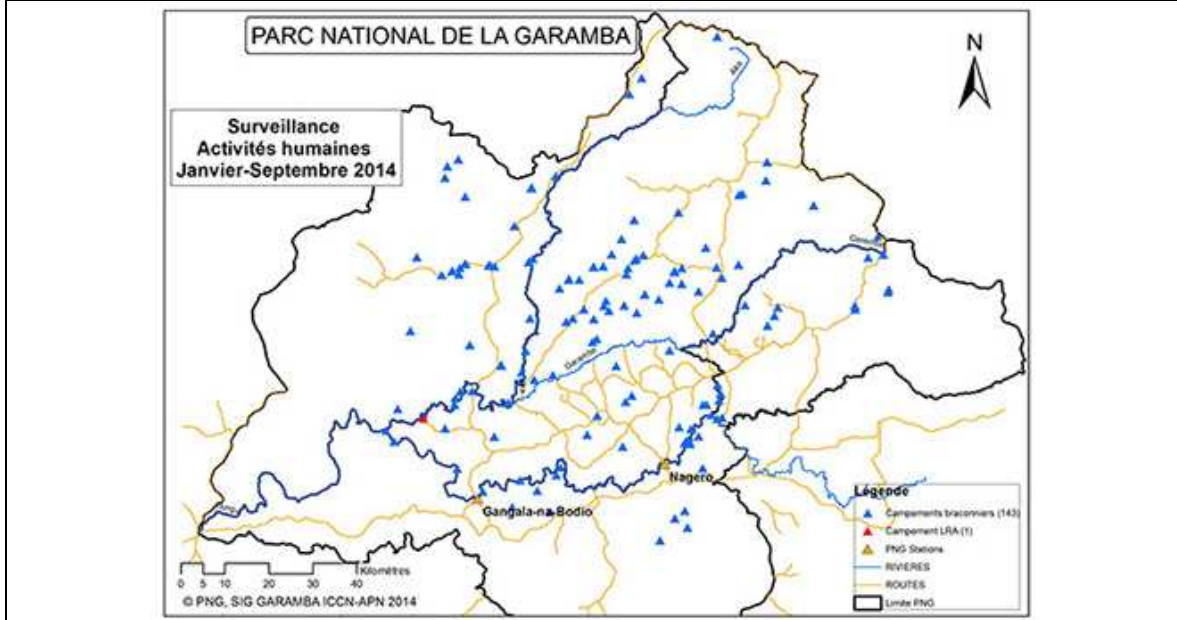 PARC NATIONAL DE LA GARAMBA
N
Surveillance
Activités humaines
Janvier-Septembre 2014
Aka
Garamba
Nagero
Gangala-na-Bodio
Légende
Campements braconniers (143)
Campement LRA (1)
PNG Stations
RIVIERES
ROUTES
Limite PNG
Kilomètres
0 5 10 20 30 40
© PNG, SIG GARAMBA ICCN-APN 2014